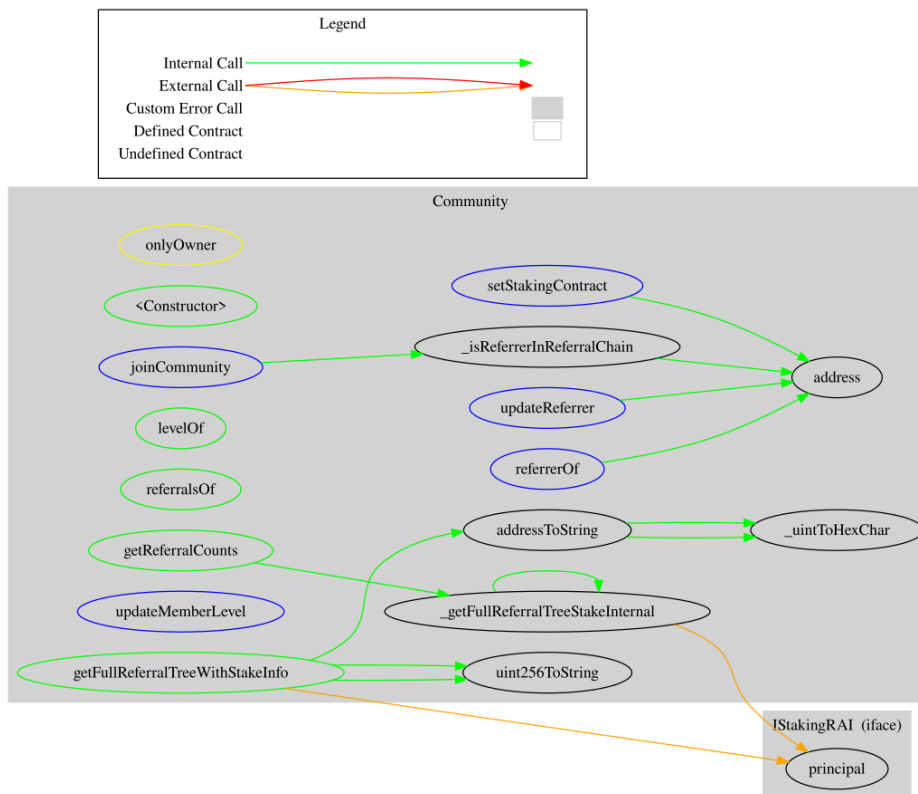 Legend
Internal Call
External Call
Custom Error Call
Defined Contract
Undefined Contract
Community
onlyOwner
<Constructor>
joinCommunity
levelOf
referralsOf
getReferralCounts
updateMemberLevel
getFullReferralTreeWithStakeInfo
setStakingContract
_isReferrerInReferralChain
updateReferrer
referrerOf
addressToString
_getFullReferralTreeStakeInternal
uint256ToString
address
_uintToHexChar
IStakingRAI (iface)
principal